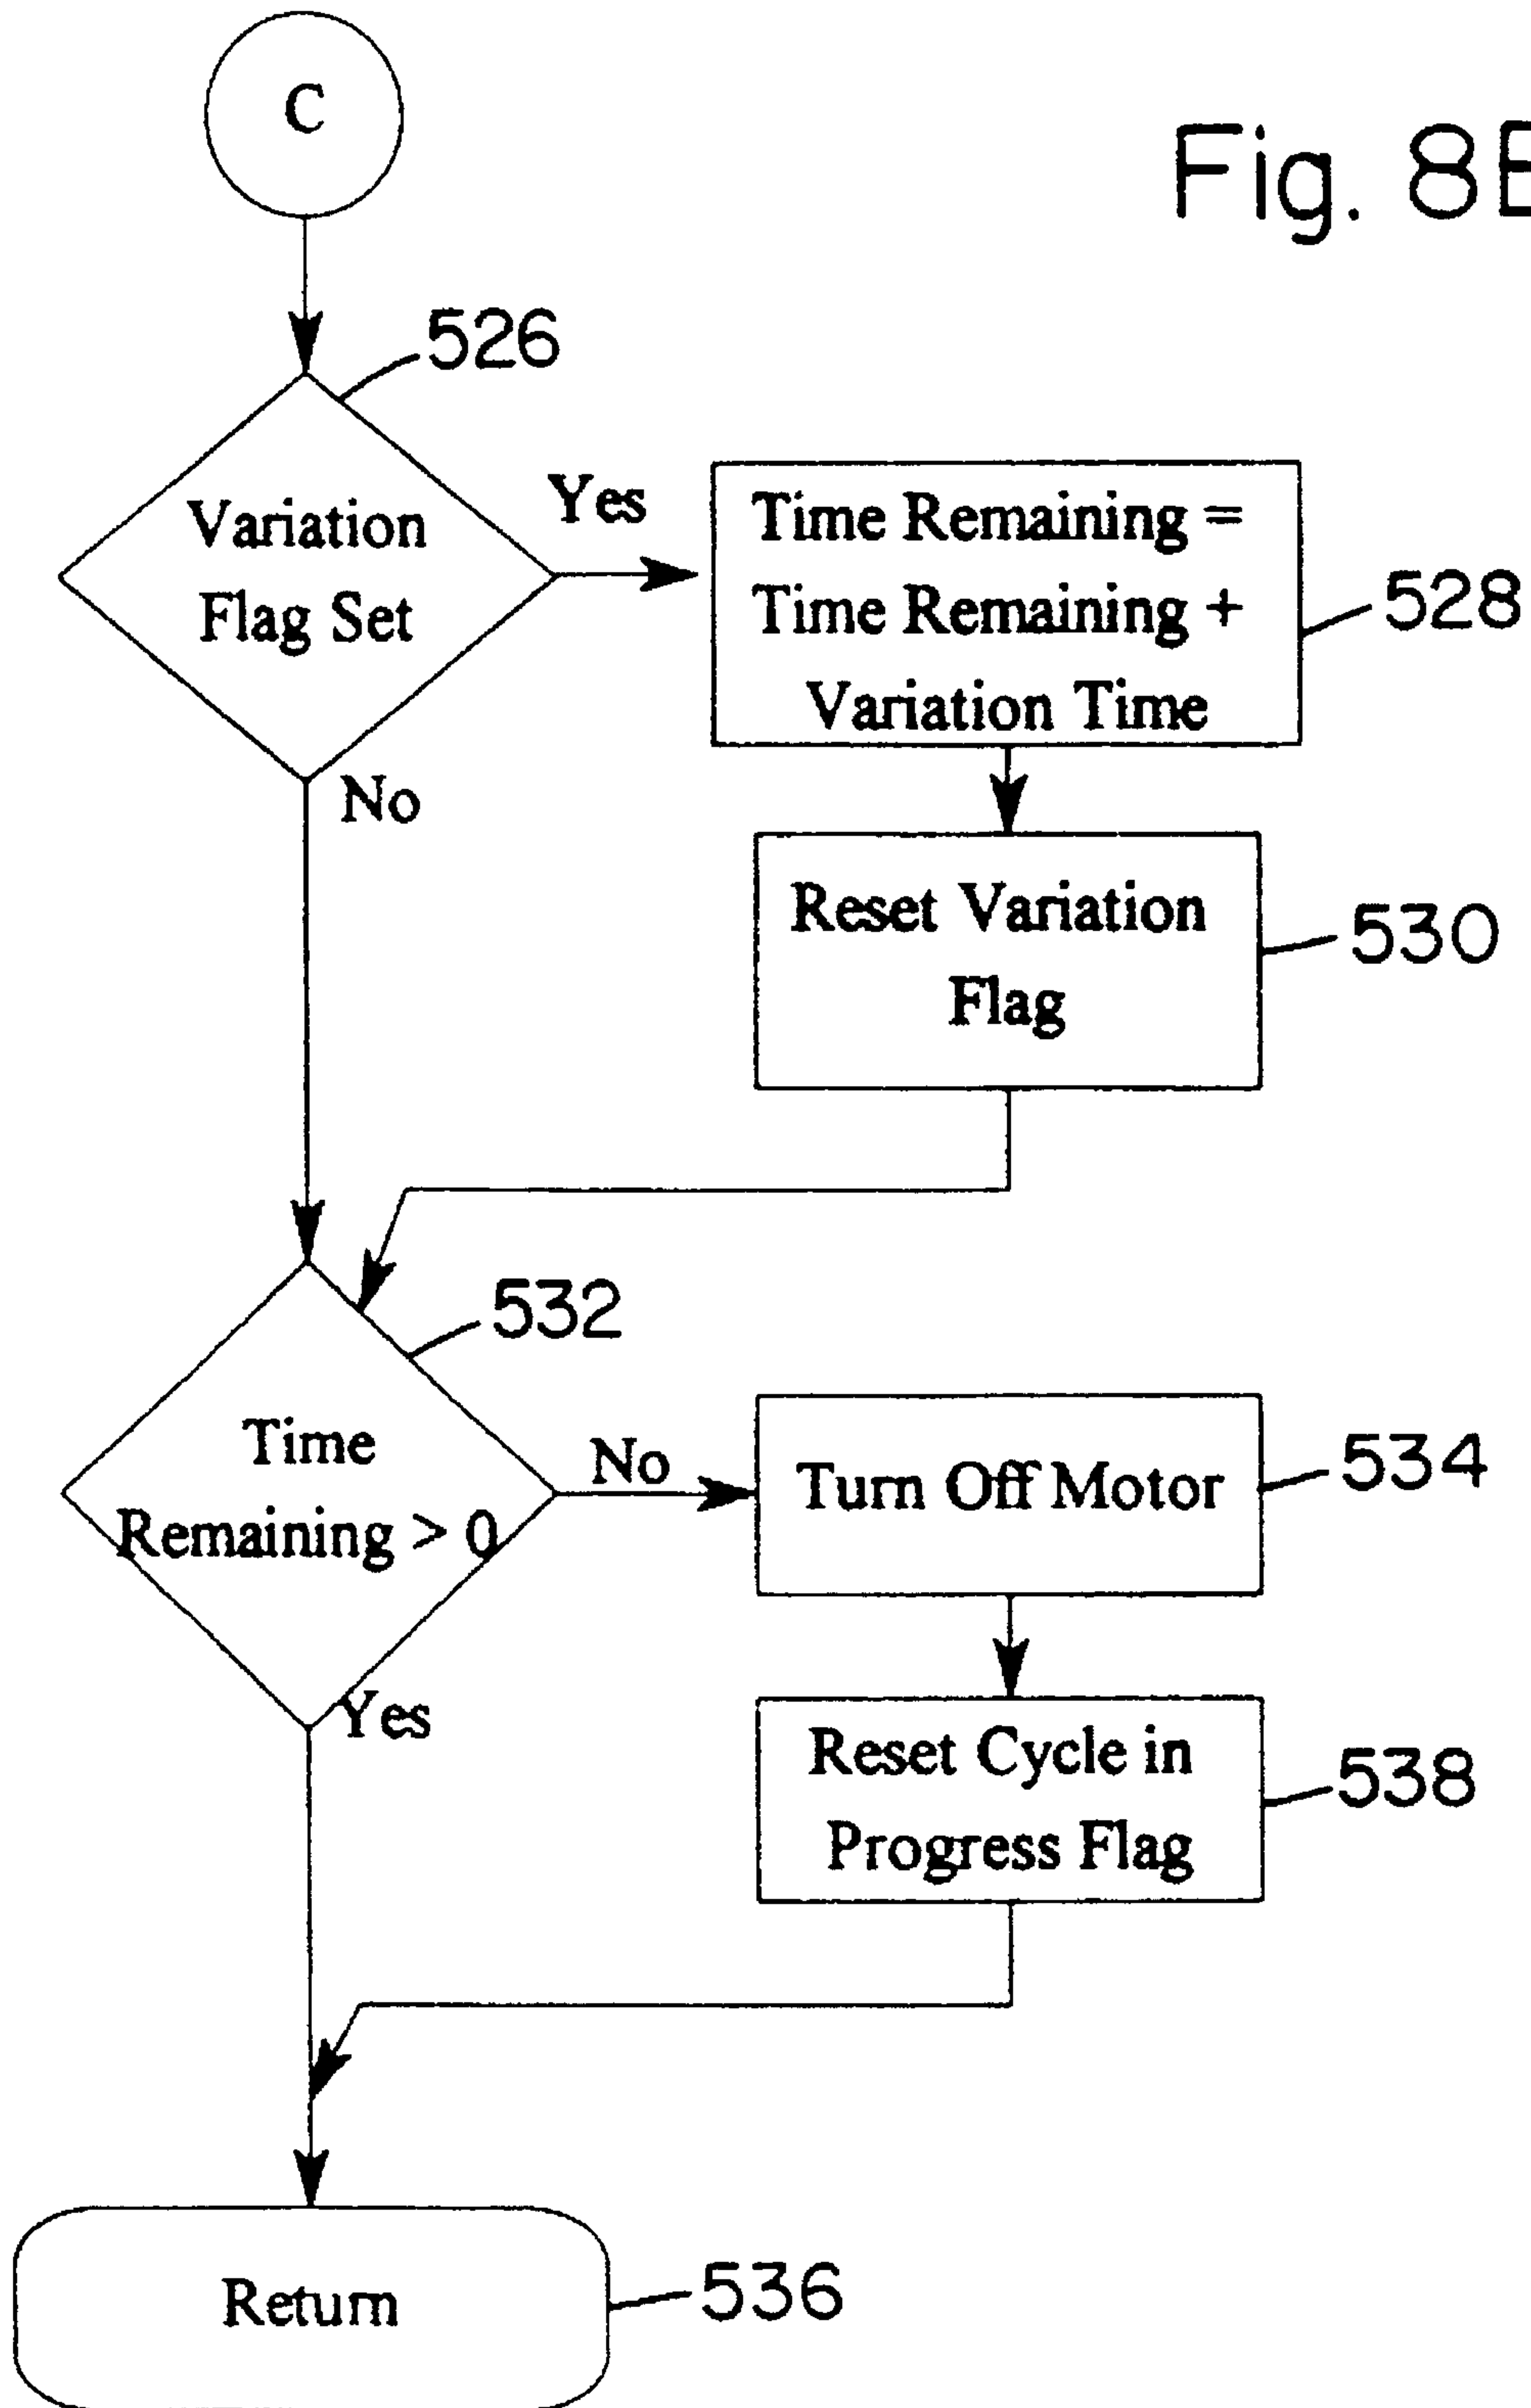 C
Fig. 8B
526
Variation
Flag Set
Yes
Time Remaining =
Time Remaining +
Variation Time
528
No
Reset Variation
Flag
530
532
Time
Remaining > 0
No
Turn Off Motor
534
Yes
Reset Cycle in
Progress Flag
538
Return
536